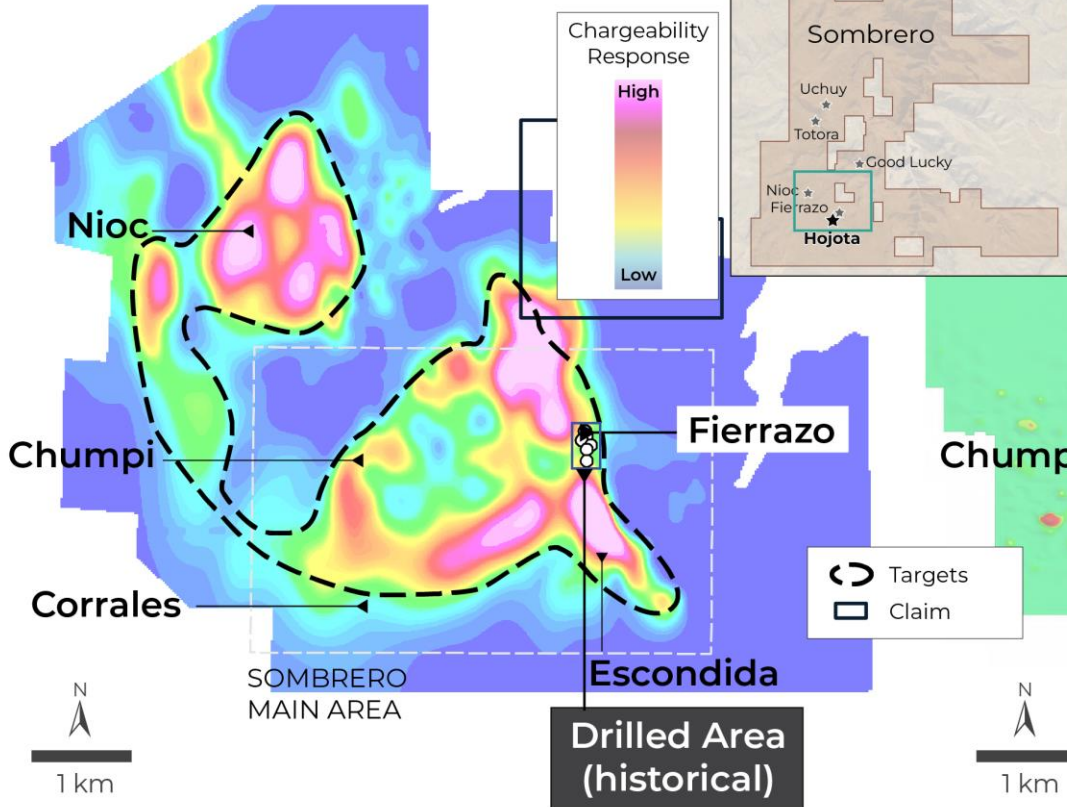 Chargeability
Response
High
Low
Sombrero
Uchuy
Totora
Good Lucky
Nioc
Fierrazo
Hojota
Nioc
Chumpi
Fierrazo
Chump
Corrales
Targets
Claim
SOMBRERO
MAIN AREA
Escondida
Drilled Area
(historical)
N
1 km
N
1 km